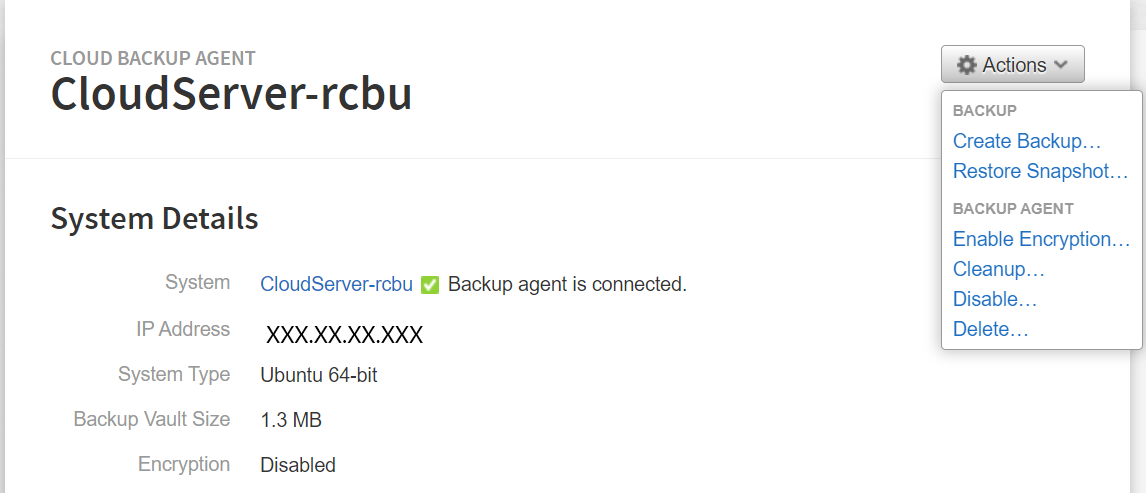 CLOUD BACKUP AGENT
CloudServer-rcbu
Actions
BACKUP
Create Backup…
Restore Snapshot…
BACKUP AGENT
Enable Encryption…
Cleanup…
Disable…
Delete…
System Details
System CloudServer-rcbu ✅ Backup agent is connected.
IP Address XXX.XX.XX.XXX
System Type Ubuntu 64-bit
Backup Vault Size 1.3 MB
Encryption Disabled